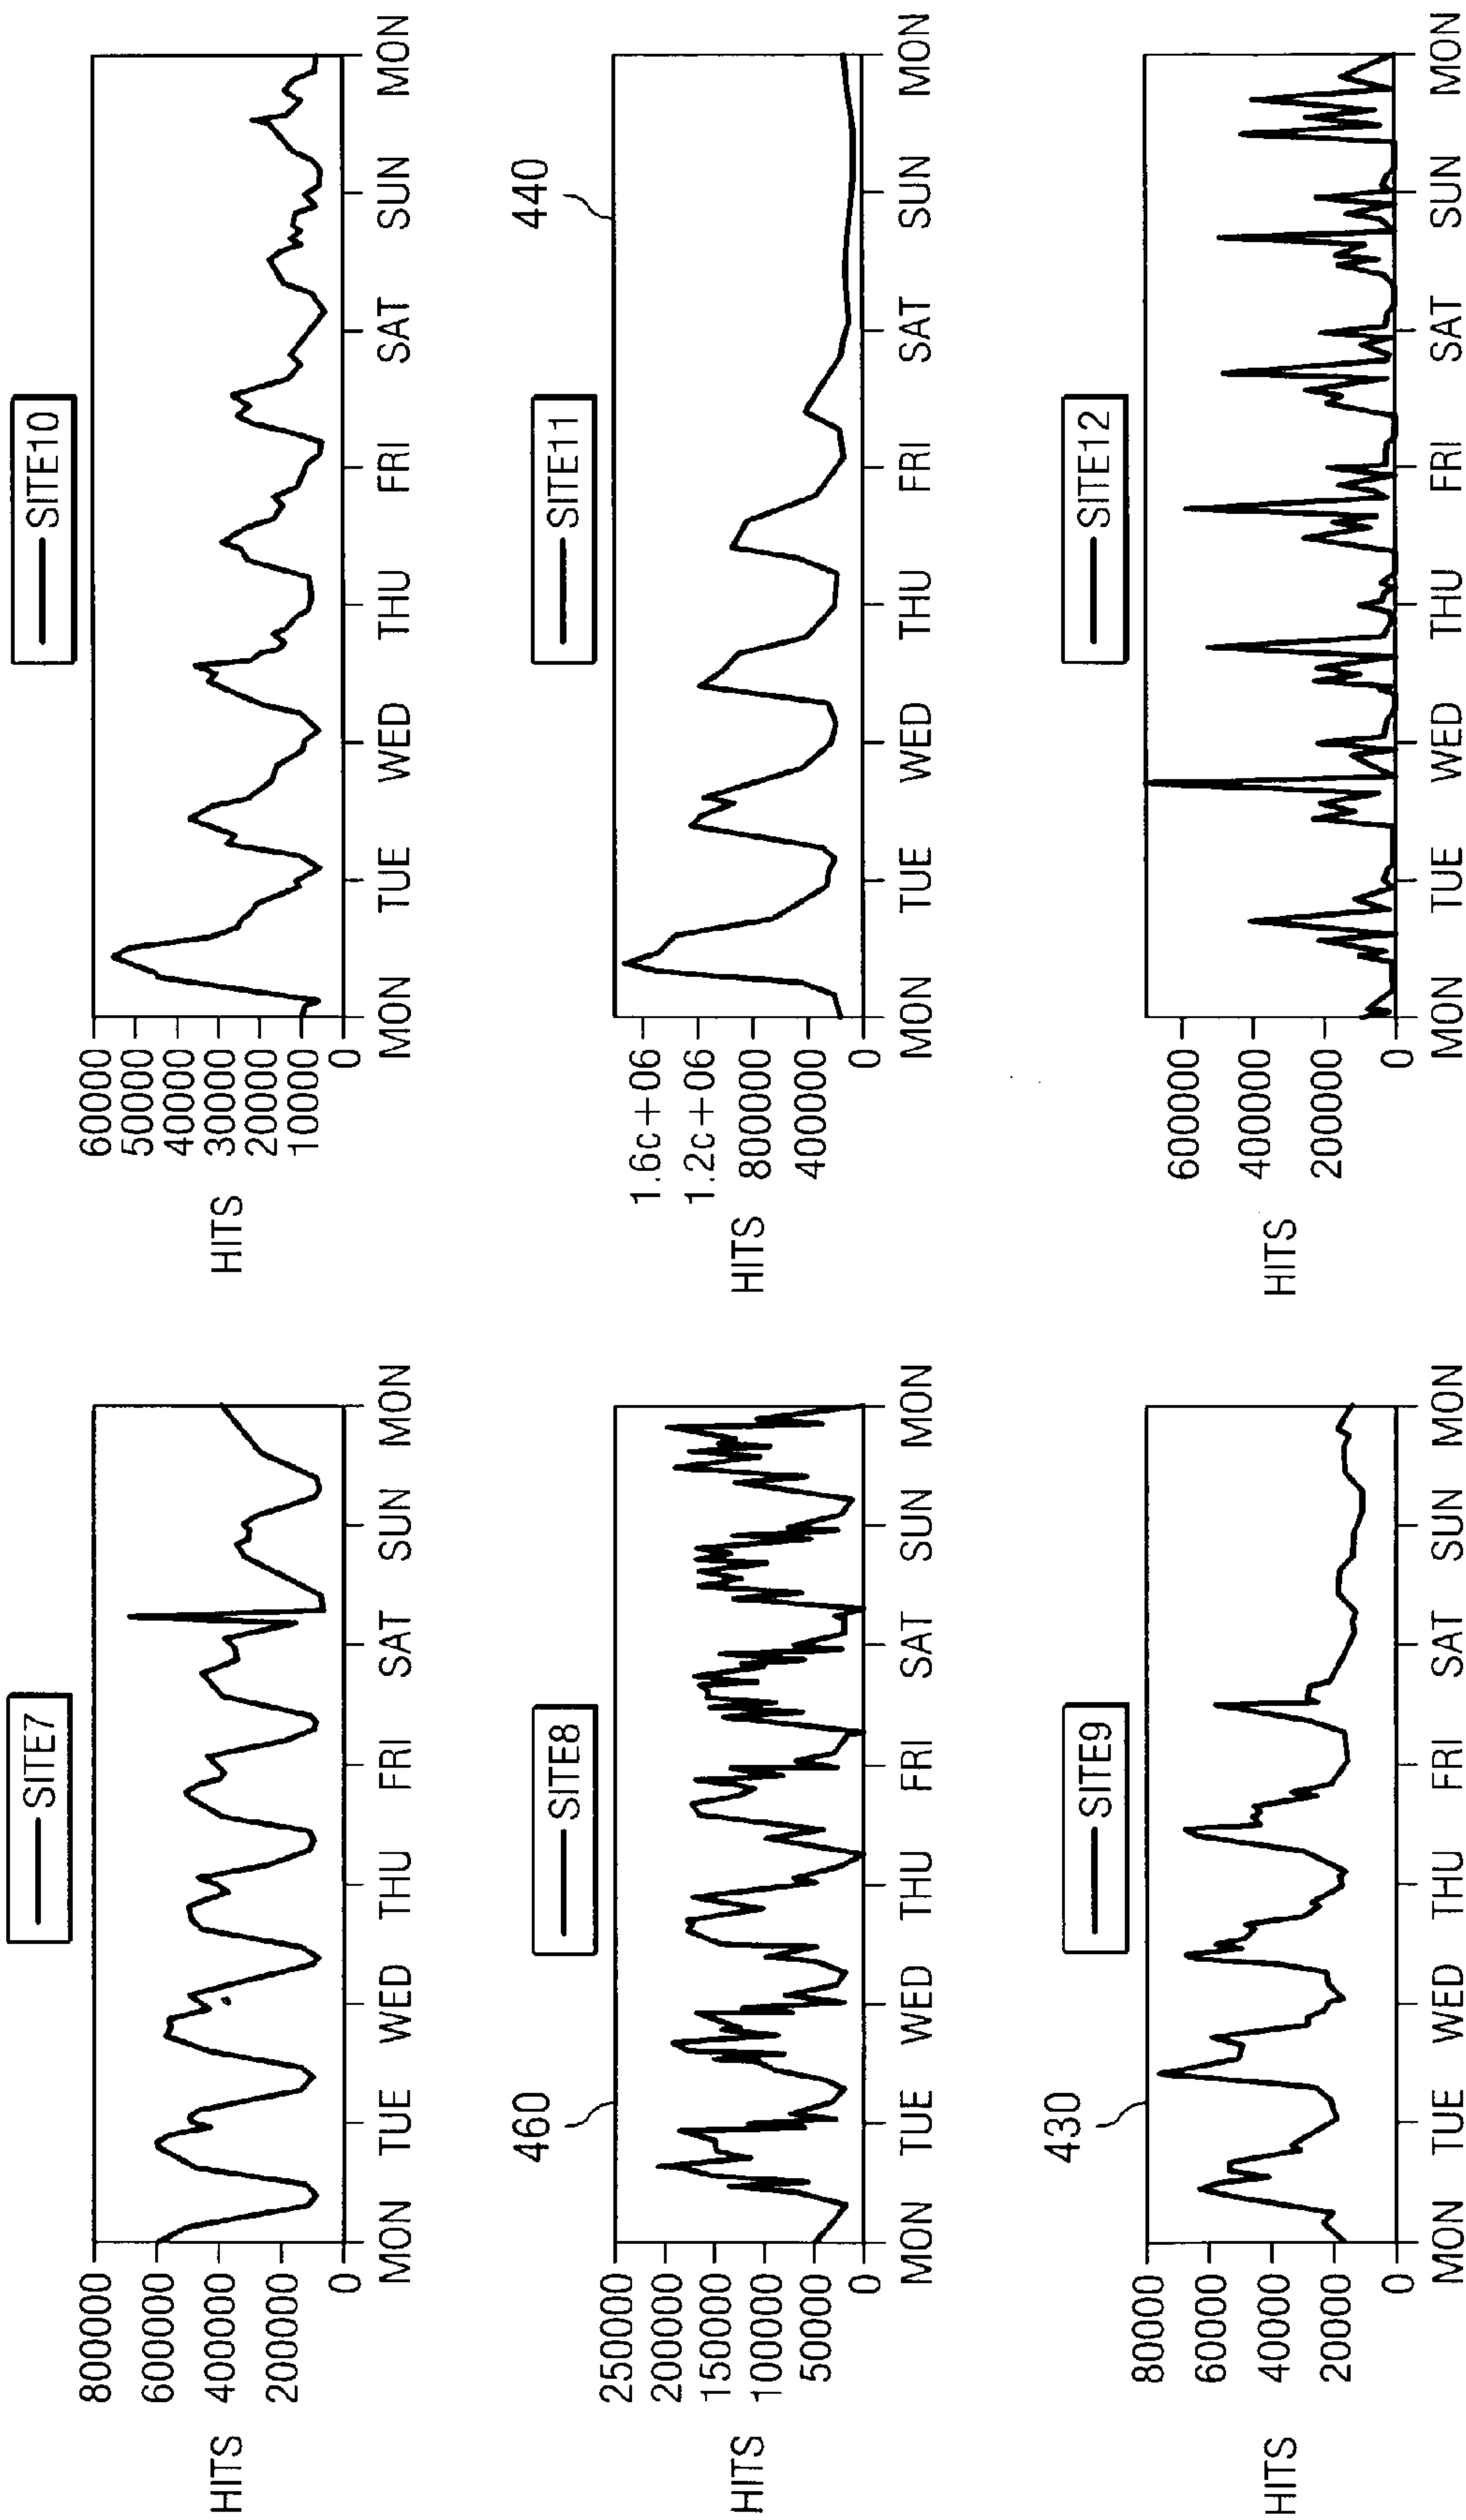 SITE7
800000
600000
400000
200000
0
HITS
MON TUE WED THU FRI SAT SUN MON
SITE10
60000
50000
40000
30000
20000
10000
0
HITS
MON TUE WED THU FRI SAT SUN MON
460
SITE8
250000
200000
150000
100000
50000
0
HITS
MON TUE WED THU FRI SAT SUN MON
SITE11
440
1.6c+06
1.2c+06
800000
400000
0
HITS
MON TUE WED THU FRI SAT SUN MON
430
SITE9
80000
60000
40000
20000
0
HITS
MON TUE WED THU FRI SAT SUN MON
SITE12
600000
400000
200000
0
HITS
MON TUE WED THU FRI SAT SUN MON